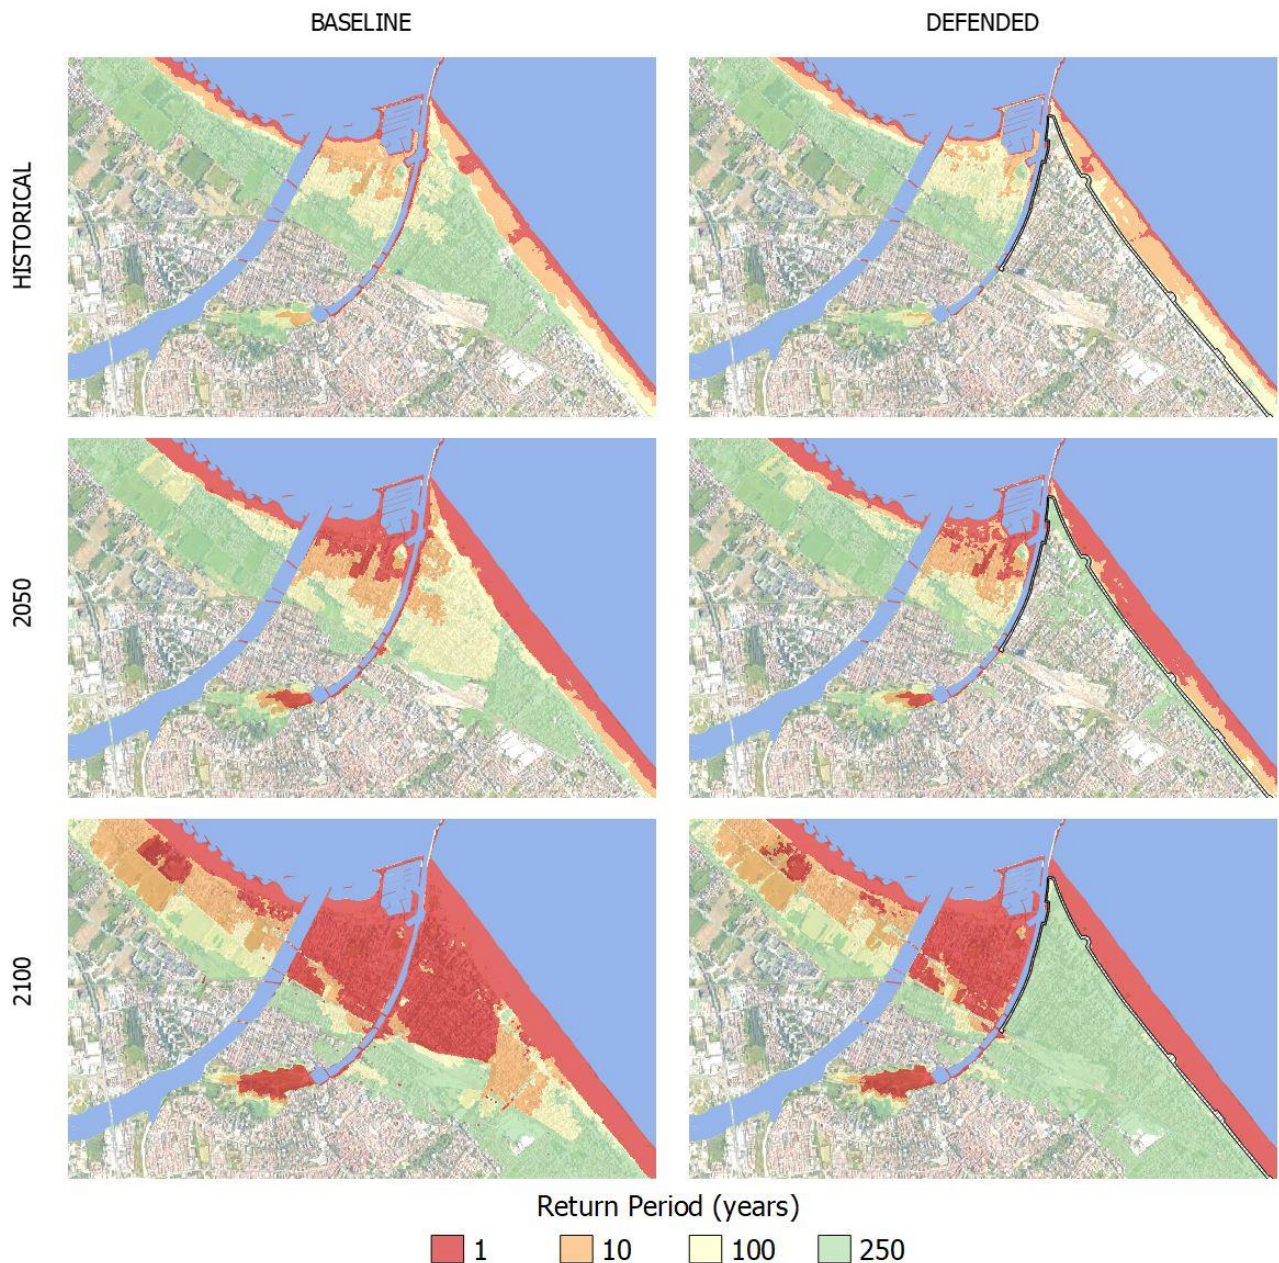 BASELINE DEFENDED
HISTORICAL
2050
2100
Return Period (years)
1 10 100 250